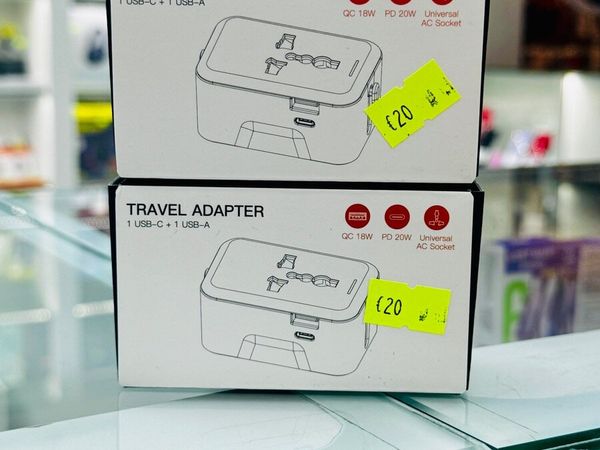 1 USB-C + 1 USB-A
QC 18W
PD 20W
Universal
AC Socket
€20
TRAVEL ADAPTER
1 USB-C + 1 USB-A
QC 18W
PD 20W
Universal
AC Socket
€20